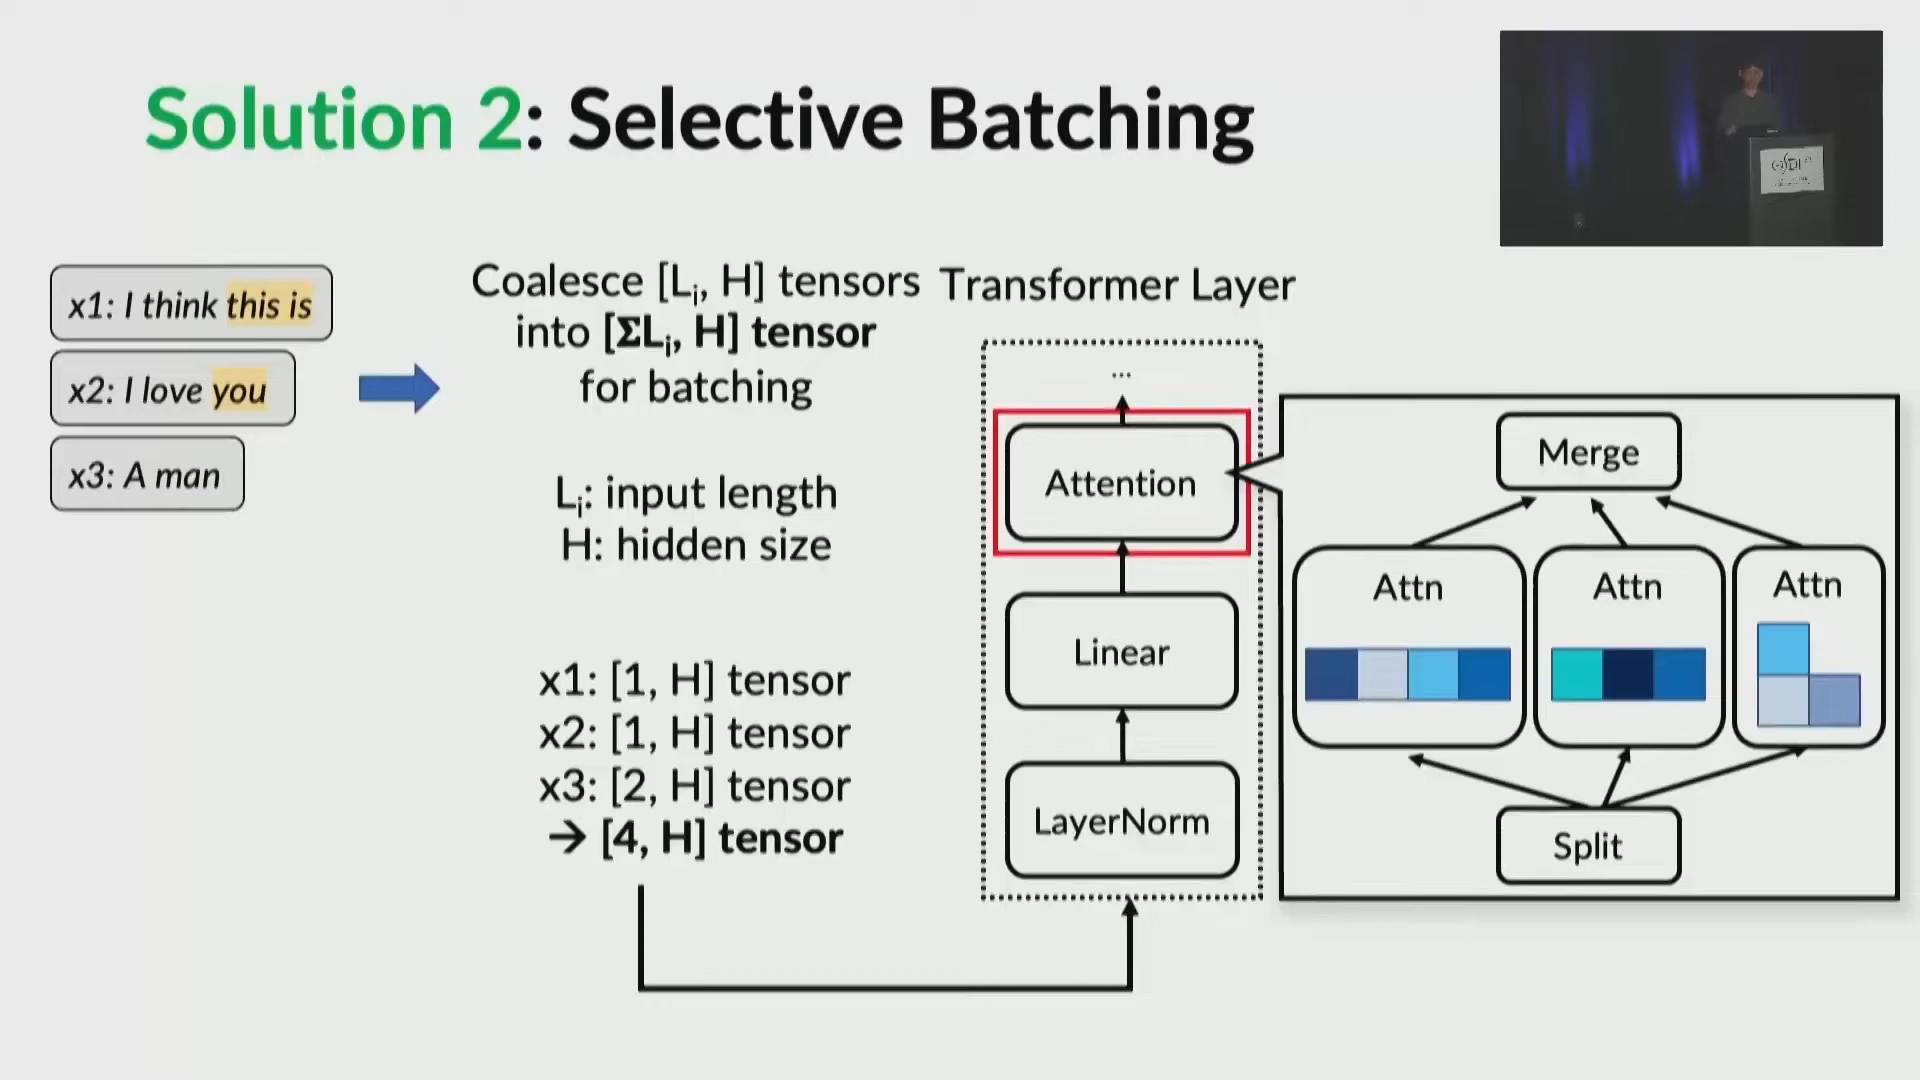 Solution 2: Selective Batching
x1: I think this is
x2: I love you
x3: A man
Coalesce [Lᵢ, H] tensors
into [ΣLᵢ, H] tensor
for batching
Lᵢ: input length
H: hidden size
x1: [1, H] tensor
x2: [1, H] tensor
x3: [2, H] tensor
→ [4, H] tensor
Transformer Layer
...
Attention
Linear
LayerNorm
Merge
Attn
Attn
Attn
Split